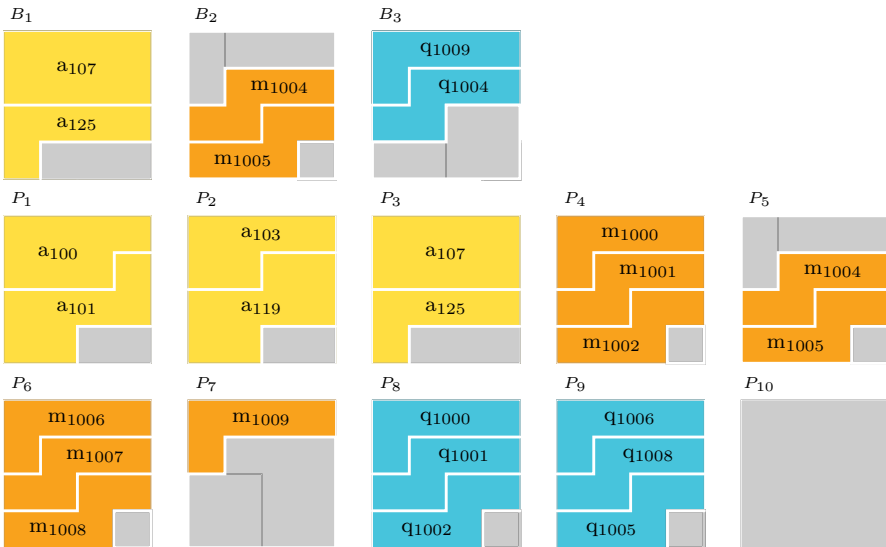 B₁ B₂ B₃
a₁₀₇ q₁₀₀₉
m₁₀₀₄ q₁₀₀₄
a₁₂₅
m₁₀₀₅
P₁ P₂ P₃ P₄ P₅
a₁₀₃ m₁₀₀₀
a₁₀₀ a₁₀₇ m₁₀₀₁ m₁₀₀₄
a₁₀₁ a₁₁₉ a₁₂₅
m₁₀₀₂ m₁₀₀₅
P₆ P₇ P₈ P₉ P₁₀
m₁₀₀₆ m₁₀₀₉ q₁₀₀₀ q₁₀₀₆
m₁₀₀₇ q₁₀₀₁ q₁₀₀₈
m₁₀₀₈ q₁₀₀₂ q₁₀₀₅